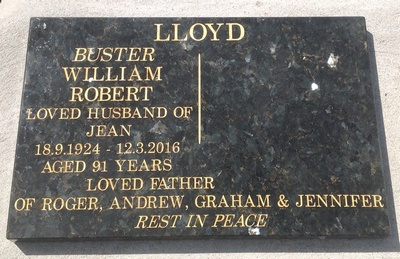 LLOYD
BUSTER
WILLIAM
ROBERT
LOVED HUSBAND OF
JEAN
18.9.1924 - 12.3.2016
AGED 91 YEARS
LOVED FATHER
OF ROGER, ANDREW, GRAHAM & JENNIFER
REST IN PEACE